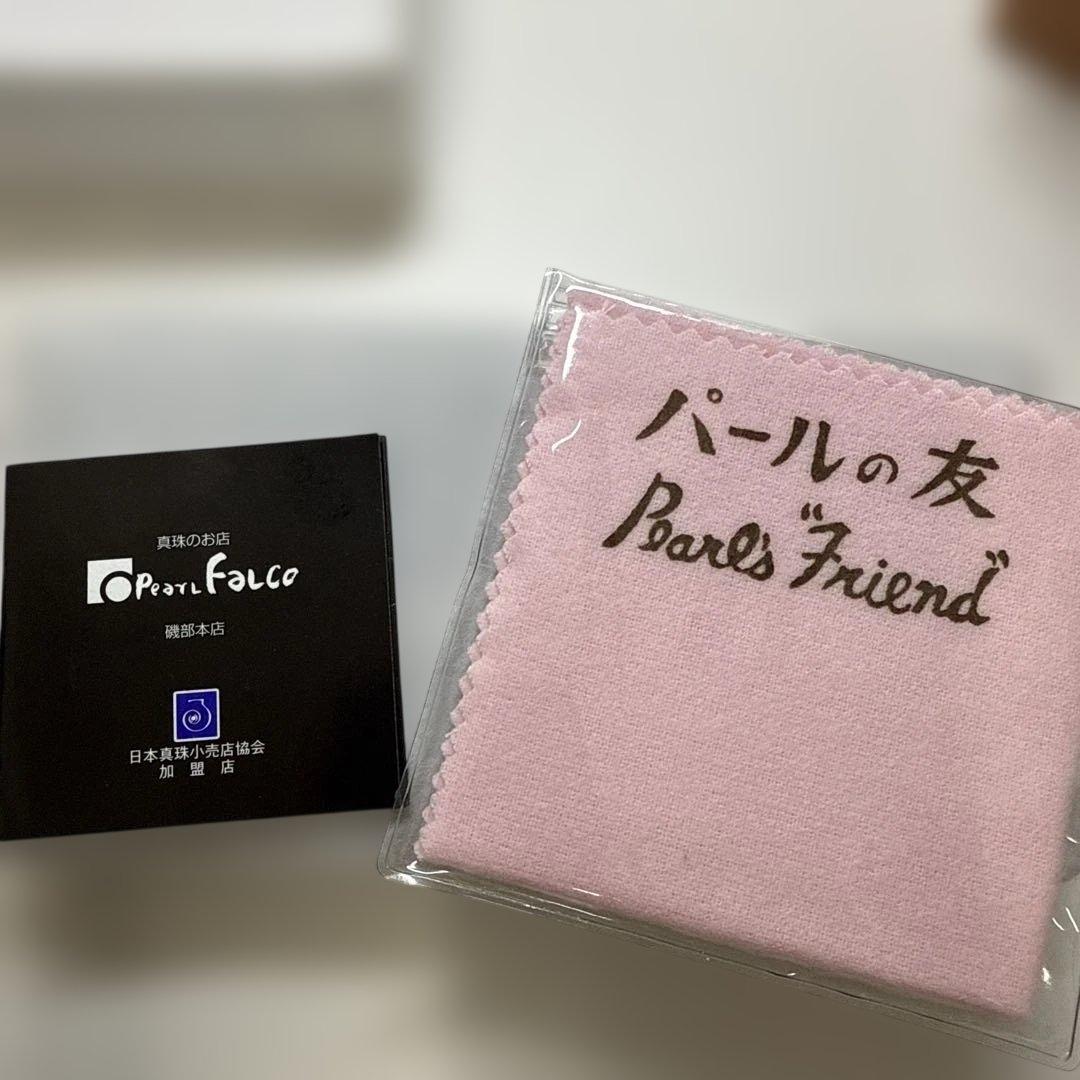 真珠のお店
Pearl Falco
磯部本店
日本真珠小売店協会
加盟店
パールの友
Pearl's "Friend"